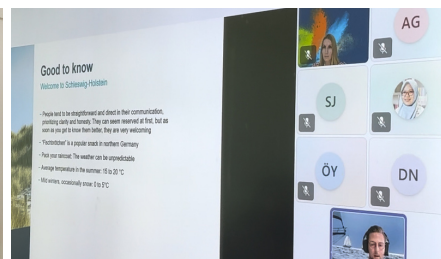 Good to know
Welcome to Schleswig-Holstein
- People tend to be straightforward and direct in their communication,
prioritizing clarity and honesty. They can seem reserved at first, but as
soon as you get to know them better, they are very welcoming
- "Fischbrötchen" is a popular snack in northern Germany
- Pack your raincoat: The weather can be unpredictable
- Average temperature in the summer: 15 to 20 °C
- Mild winters, occasionally snow: 0 to 5°C
AG
SJ
ÖY
DN